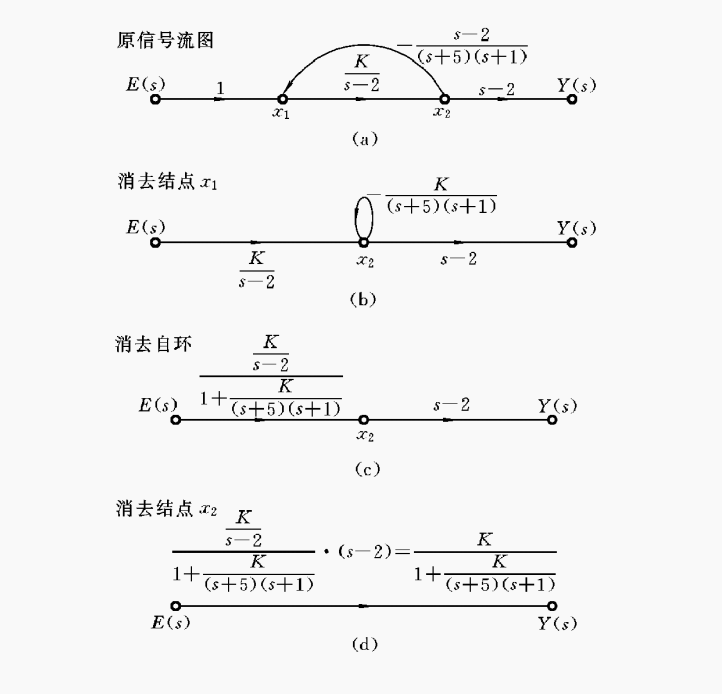 原信号流图
E(s) 1 x₁ K/(s−2) −(s−2)/((s+5)(s+1)) x₂ s−2 Y(s)
(a)
消去结点 x₁
E(s) K/(s−2) −K/((s+5)(s+1)) x₂ s−2 Y(s)
(b)
消去自环
E(s) (K/(s−2))/(1+K/((s+5)(s+1))) x₂ s−2 Y(s)
(c)
消去结点 x₂
(K/(s−2))/(1+K/((s+5)(s+1))) · (s−2)=K/(1+K/((s+5)(s+1)))
E(s) Y(s)
(d)